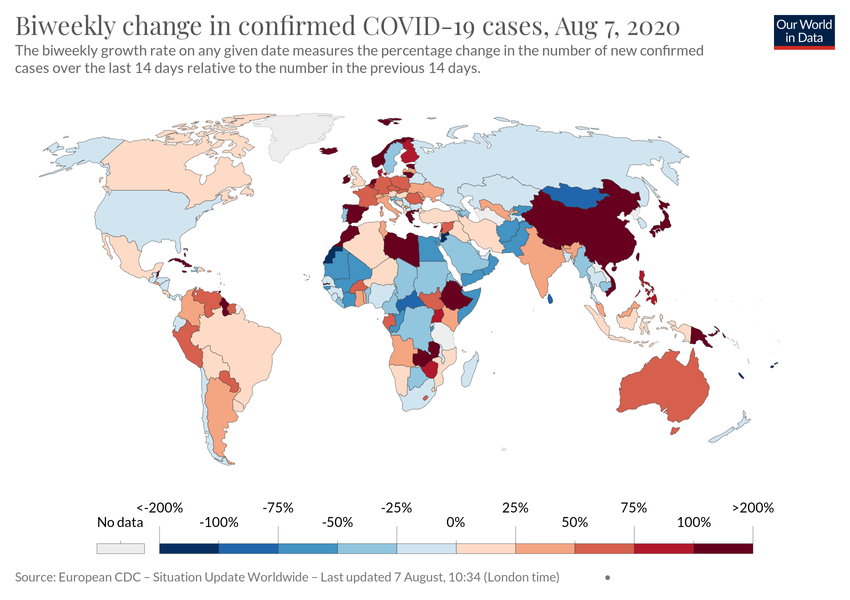 Biweekly change in confirmed COVID-19 cases, Aug 7, 2020
Our World
in Data
The biweekly growth rate on any given date measures the percentage change in the number of new confirmed
cases over the last 14 days relative to the number in the previous 14 days.
<-200% -75% -25% 25% 75% >200%
No data -100% -50% 0% 50% 100%
Source: European CDC – Situation Update Worldwide – Last updated 7 August, 10:34 (London time) •